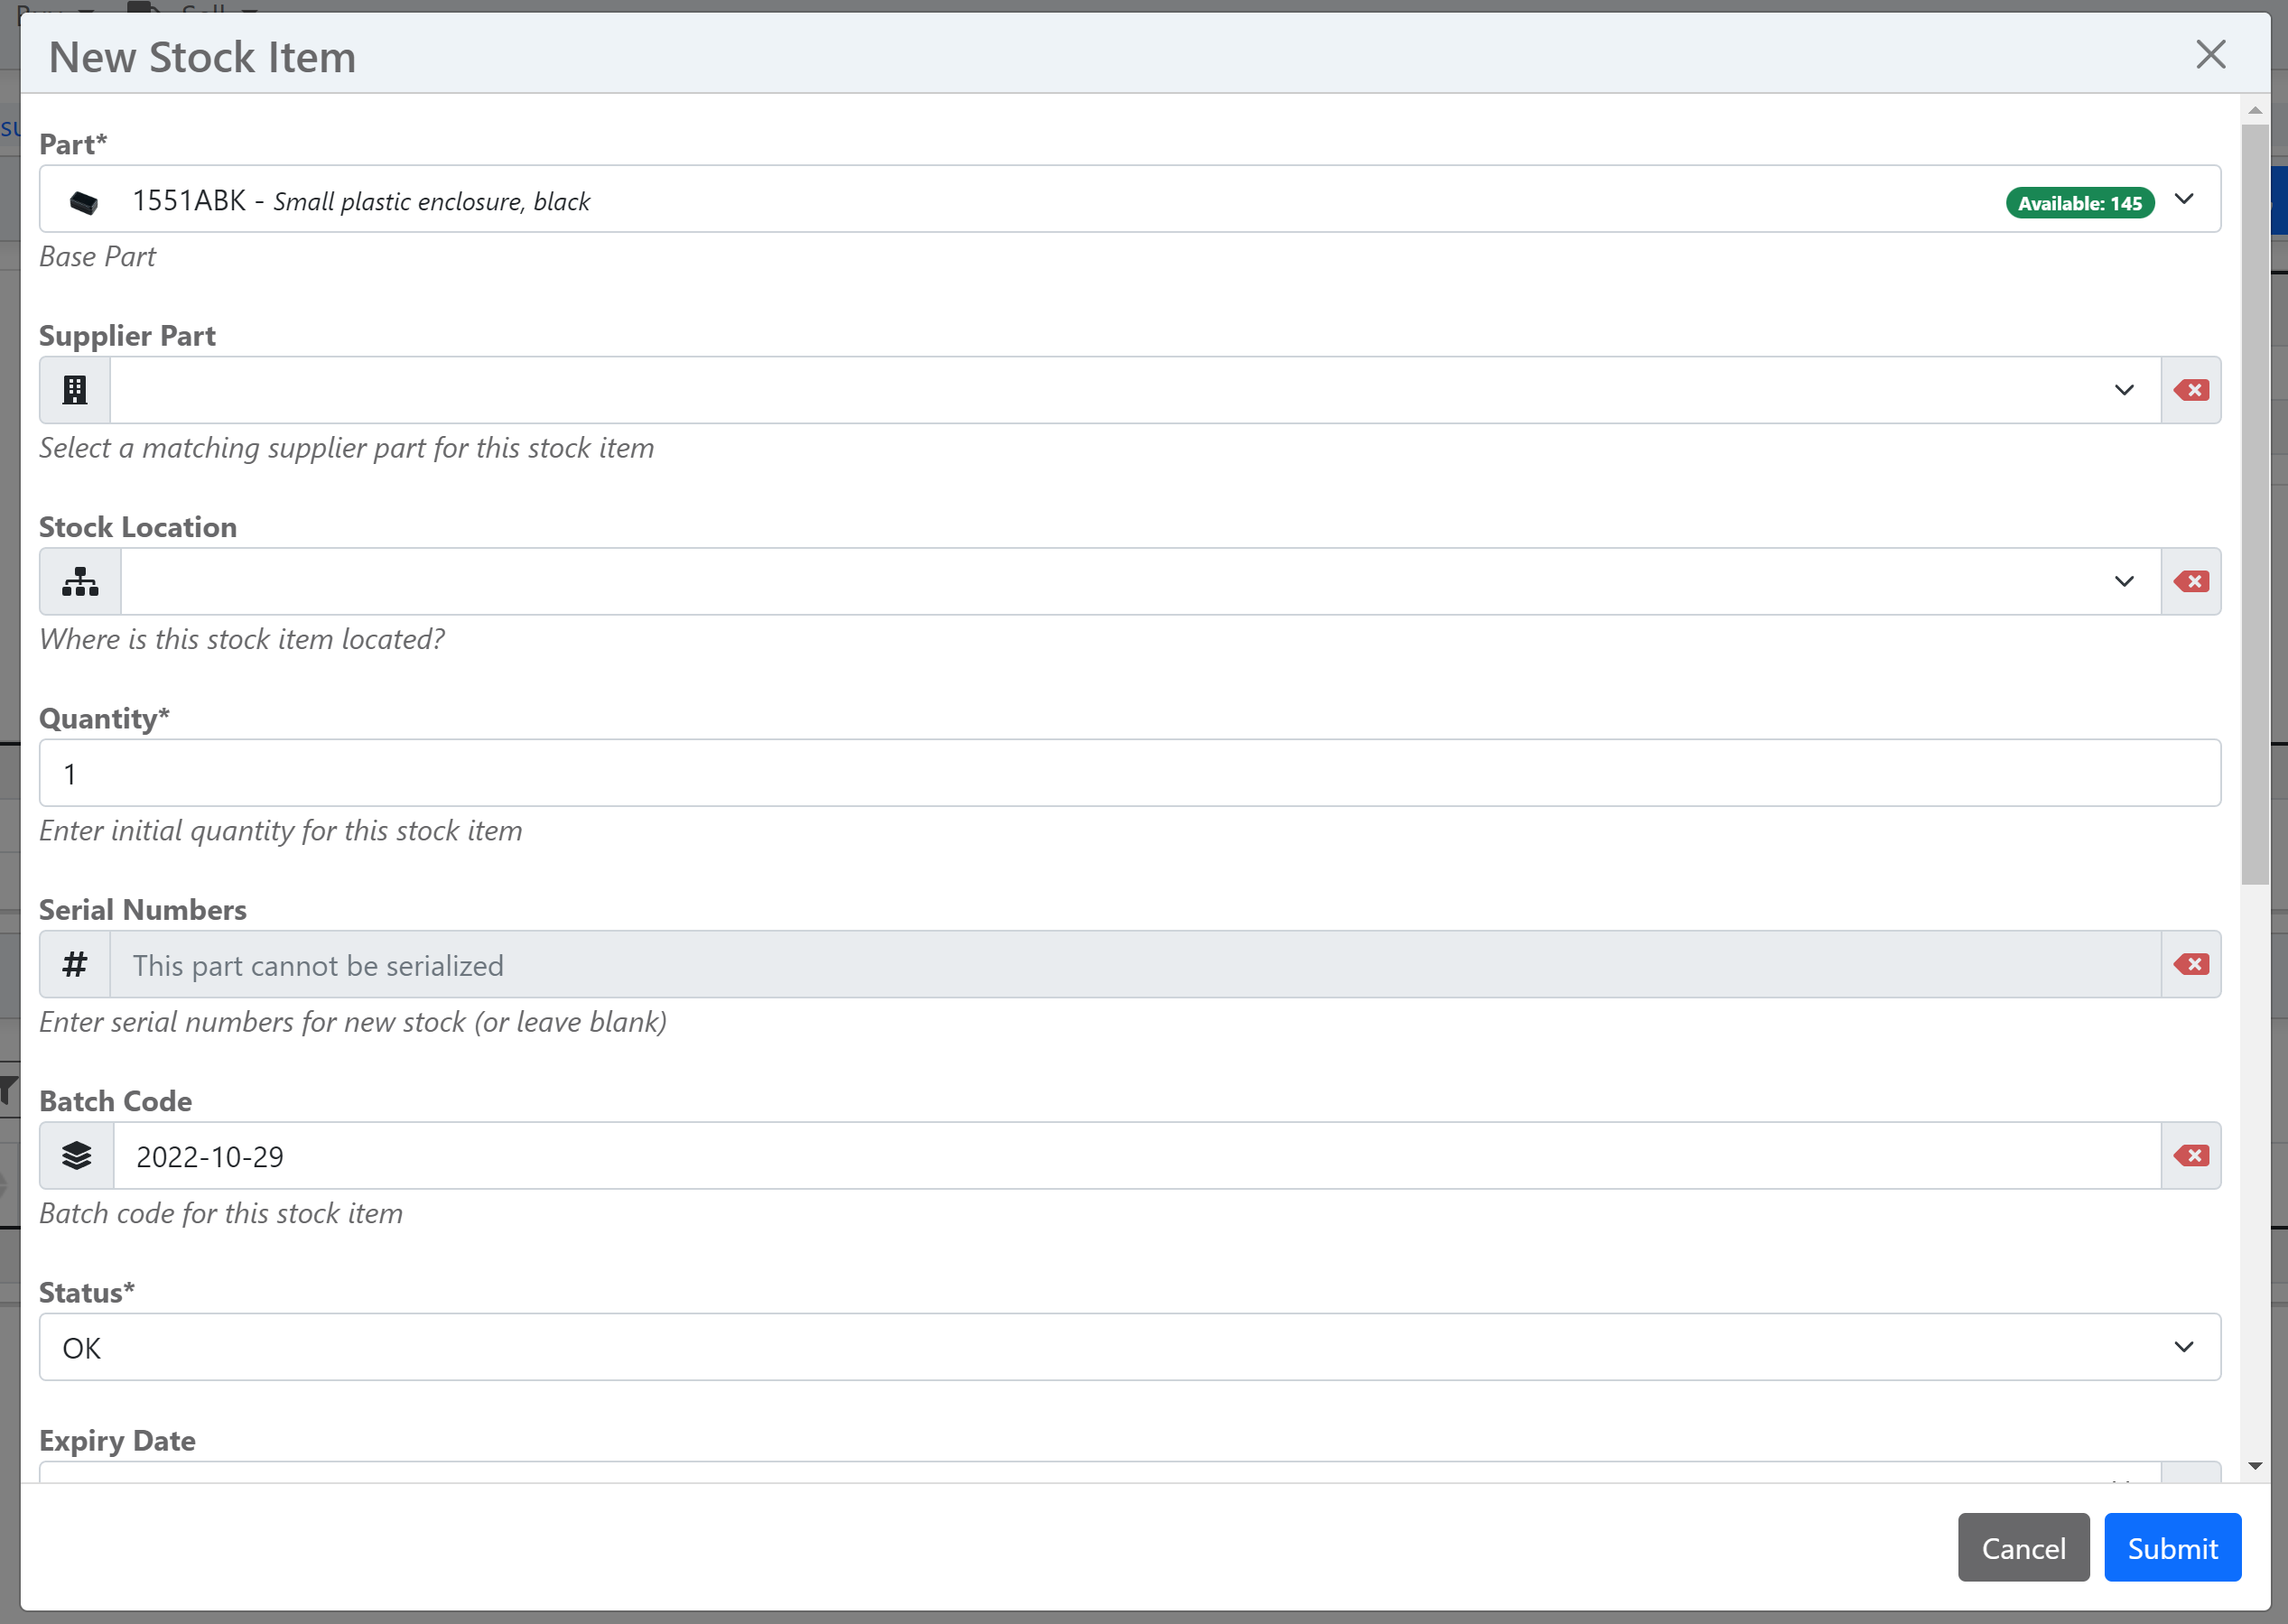 New Stock Item
Part*
1551ABK - Small plastic enclosure, black
Available: 145
Base Part
Supplier Part
Select a matching supplier part for this stock item
Stock Location
Where is this stock item located?
Quantity*
1
Enter initial quantity for this stock item
Serial Numbers
# This part cannot be serialized
Enter serial numbers for new stock (or leave blank)
Batch Code
2022-10-29
Batch code for this stock item
Status*
OK
Expiry Date
Cancel Submit